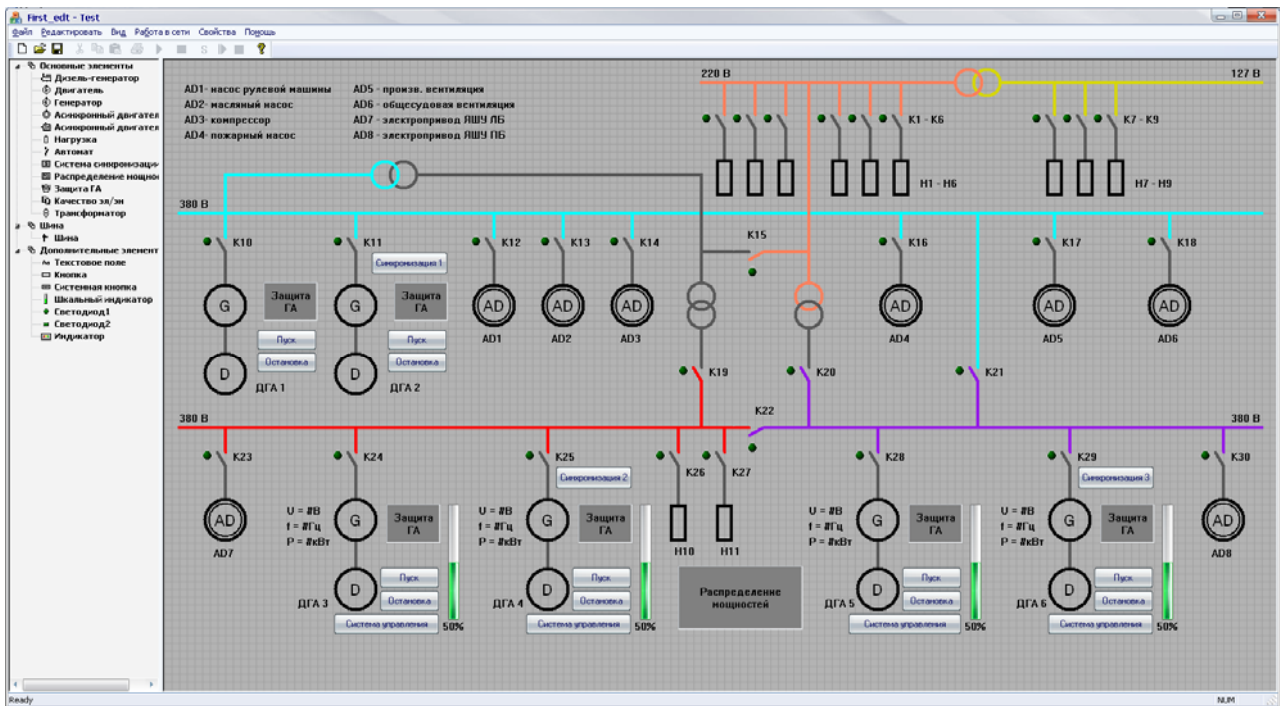 First_edt - Test
Файл Редактировать Вид Работа в сети Свойства Помощь
Основные элементы
Дизель-генератор
Двигатель
Генератор
Асинхронный двигател
Асинхронный двигател
Нагрузка
Автомат
Система синхронизации
Распределение мощнос
Защита ГА
Качество эл/эн
Трансформатор
Шина
Шина
Дополнительные элемент
Текстовое поле
Кнопка
Системная кнопка
Шкальный индикатор
Светодиод1
Светодиод2
Индикатор
AD1- насос рулевой машины AD5 - произв. вентиляция
AD2- масляный насос AD6 - общесудовая вентиляция
AD3- компрессор AD7 - электропривод ЯШУ ЛБ
AD4- пожарный насос AD8 - электропривод ЯШУ ПБ
220 В 127 В
K1 - K6 K7 - K9
H1 - H6 H7 - H9
380 В
K10 K11 K12 K13 K14 K15 K16 K17 K18
Синхронизация 1
G Защита ГА G Защита ГА AD AD AD AD AD AD
AD1 AD2 AD3 AD4 AD5 AD6
Пуск Пуск
Остановка Остановка
D D
ДГА 1 ДГА 2
K19 K20 K21
380 В K22 380 В
K23 K24 K25 K26 K27 K28 K29 K30
Синхронизация 2 Синхронизация 3
U = #В U = #В U = #В U = #В
f = #Гц f = #Гц f = #Гц f = #Гц
P = #кВт P = #кВт P = #кВт P = #кВт
AD G Защита ГА G Защита ГА G Защита ГА G Защита ГА AD
AD7 H10 H11 AD8
Пуск Пуск Пуск Пуск
D D D D
Остановка Остановка Остановка Остановка
ДГА 3 ДГА 4 ДГА 5 ДГА 6
Распределение
мощностей
Система управления Система управления Система управления Система управления
50% 50% 50% 50%
Ready NUM